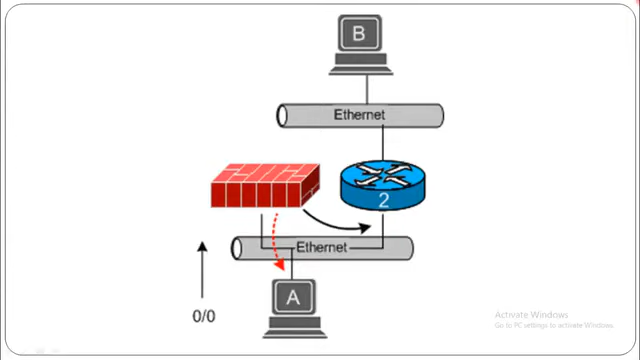 B
Ethernet
2
Ethernet
A
0/0
Activate Windows
Go to PC settings to activate Windows.